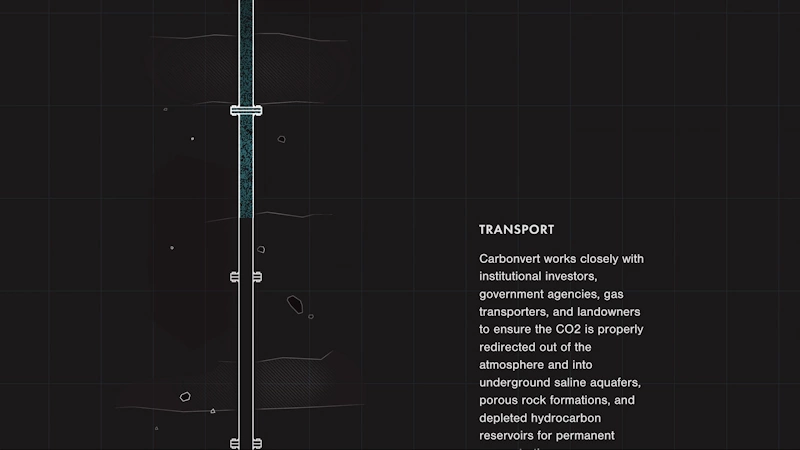 TRANSPORT
Carbonvert works closely with
institutional investors,
government agencies, gas
transporters, and landowners
to ensure the CO2 is properly
redirected out of the
atmosphere and into
underground saline aquafers,
porous rock formations, and
depleted hydrocarbon
reservoirs for permanent